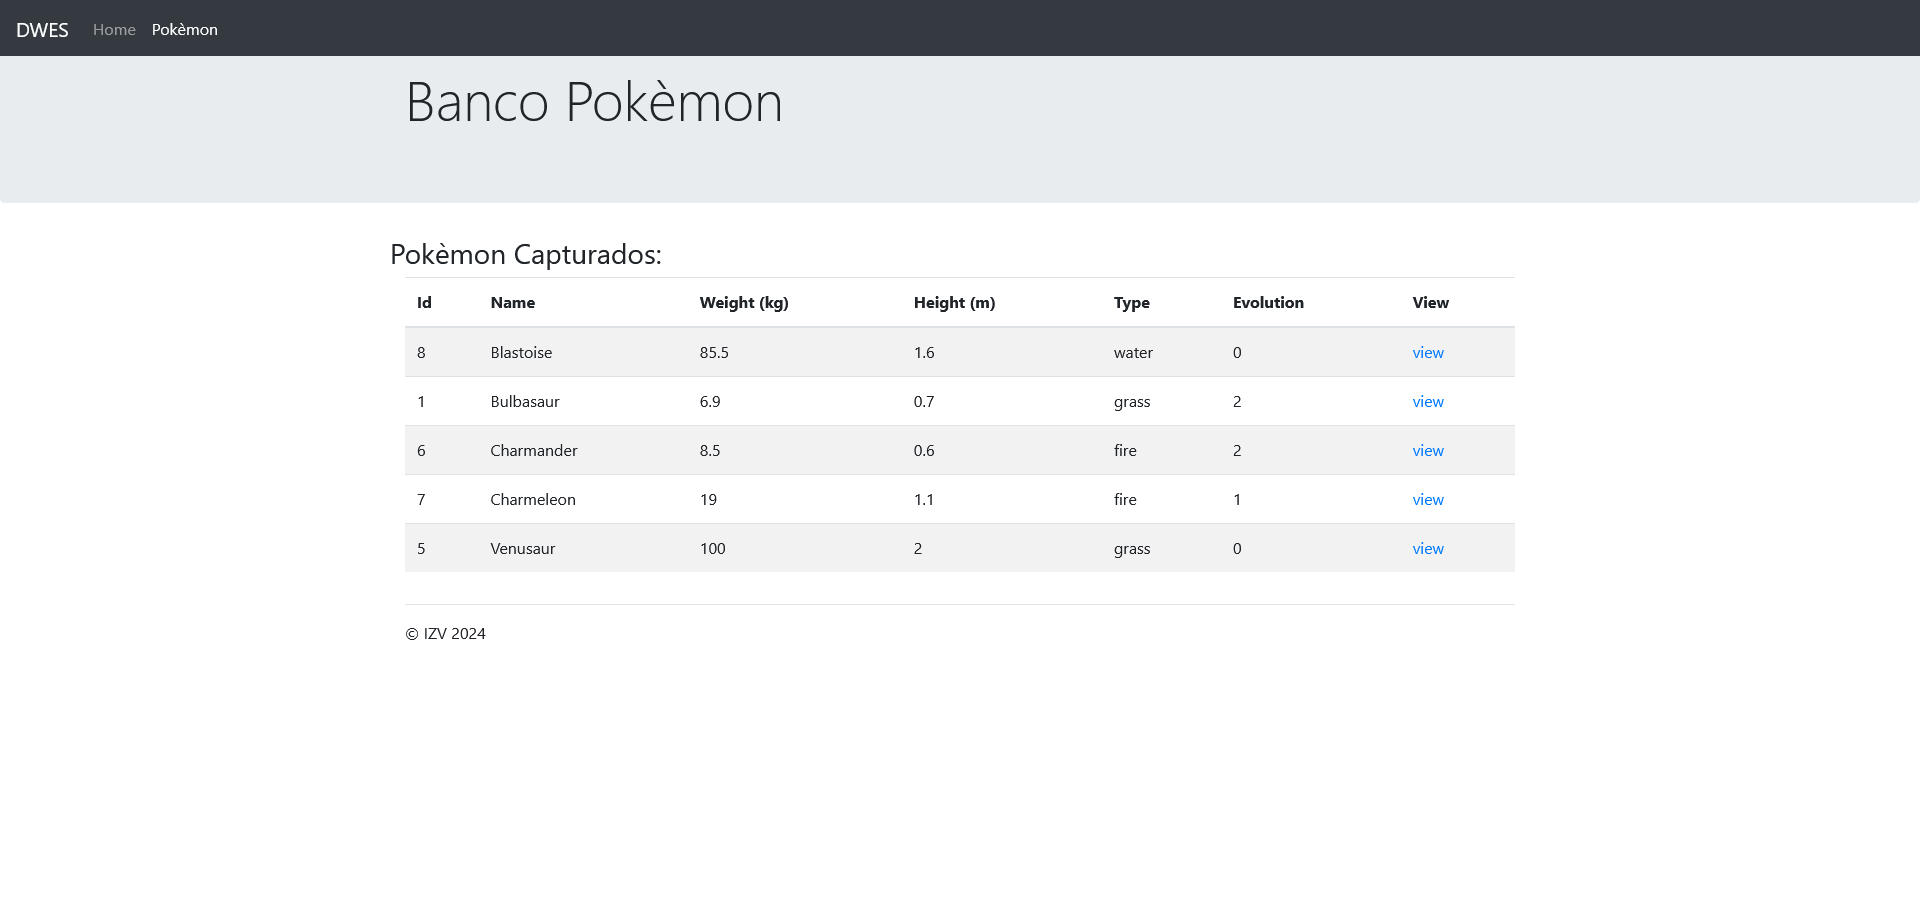 DWES Home Pokèmon
Banco Pokèmon
Pokèmon Capturados:
Id Name Weight (kg) Height (m) Type Evolution View
8 Blastoise 85.5 1.6 water 0 view
1 Bulbasaur 6.9 0.7 grass 2 view
6 Charmander 8.5 0.6 fire 2 view
7 Charmeleon 19 1.1 fire 1 view
5 Venusaur 100 2 grass 0 view
© IZV 2024